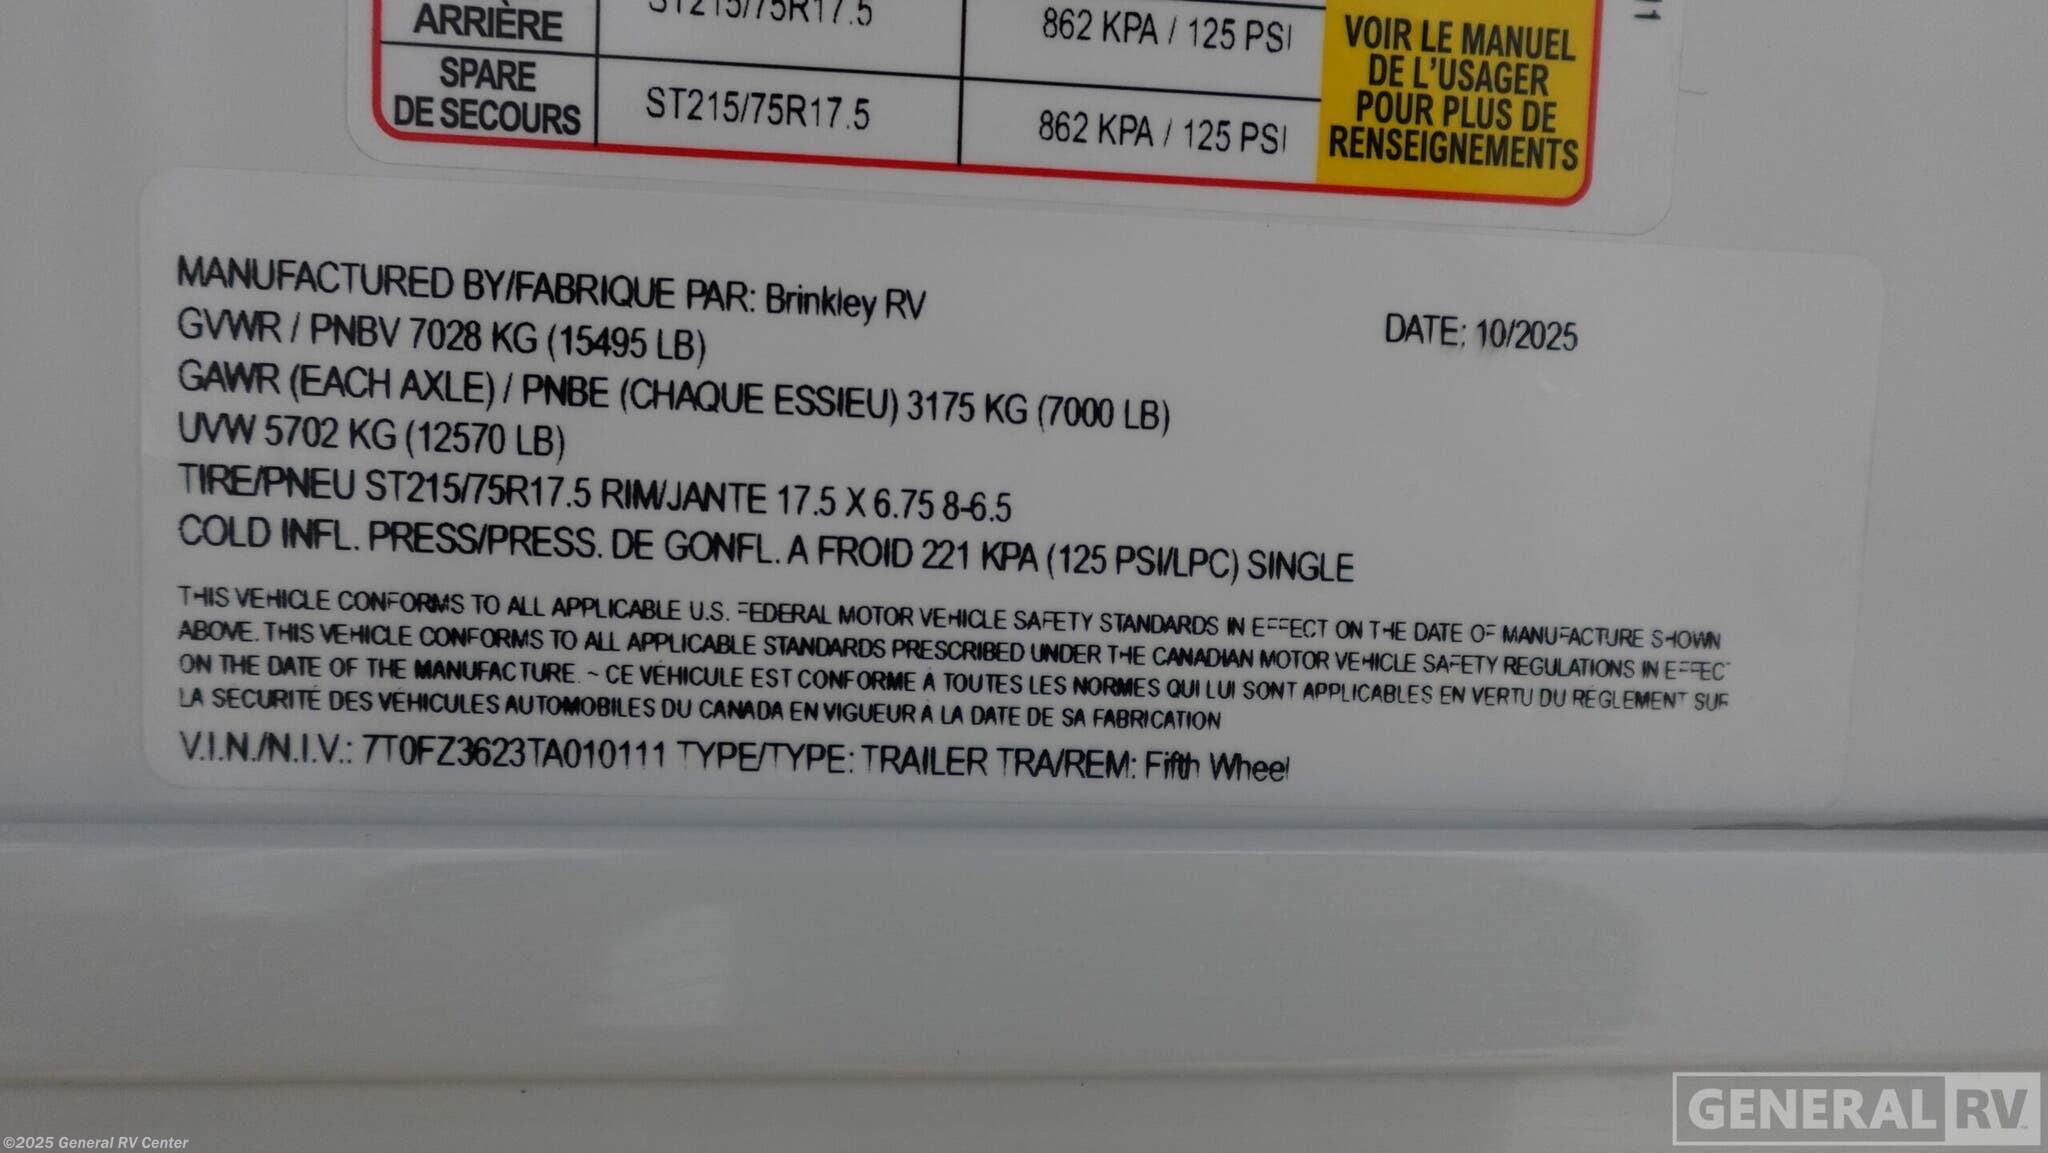 ARRIÈRE
ST215/75R17.5
862 KPA / 125 PSI
SPARE
DE SECOURS
ST215/75R17.5
862 KPA / 125 PSI
VOIR LE MANUEL
DE L'USAGER
POUR PLUS DE
RENSEIGNEMENTS
MANUFACTURED BY/FABRIQUE PAR: Brinkley RV
DATE: 10/2025
GVWR / PNBV 7028 KG (15495 LB)
GAWR (EACH AXLE) / PNBE (CHAQUE ESSIEU) 3175 KG (7000 LB)
UVW 5702 KG (12570 LB)
TIRE/PNEU ST215/75R17.5 RIM/JANTE 17.5 X 6.75 8-6.5
COLD INFL. PRESS/PRESS. DE GONFL. A FROID 221 KPA (125 PSI/LPC) SINGLE
THIS VEHICLE CONFORMS TO ALL APPLICABLE U.S. FEDERAL MOTOR VEHICLE SAFETY STANDARDS IN EFFECT ON THE DATE OF MANUFACTURE SHOWN
ABOVE. THIS VEHICLE CONFORMS TO ALL APPLICABLE STANDARDS PRESCRIBED UNDER THE CANADIAN MOTOR VEHICLE SAFETY REGULATIONS IN EFFECT
ON THE DATE OF THE MANUFACTURE. ~ CE VÉHICULE EST CONFORME À TOUTES LES NORMES QUI LUI SONT APPLICABLES EN VERTU DU RÉGLEMENT SUR
LA SÉCURITÉ DES VÉHICULES AUTOMOBILES DU CANADA EN VIGUEUR À LA DATE DE SA FABRICATION
V.I.N./N.I.V.: 7T0FZ3623TA010111 TYPE/TYPE: TRAILER TRA/REM: Fifth Wheel
©2025 General RV Center
GENERAL RV